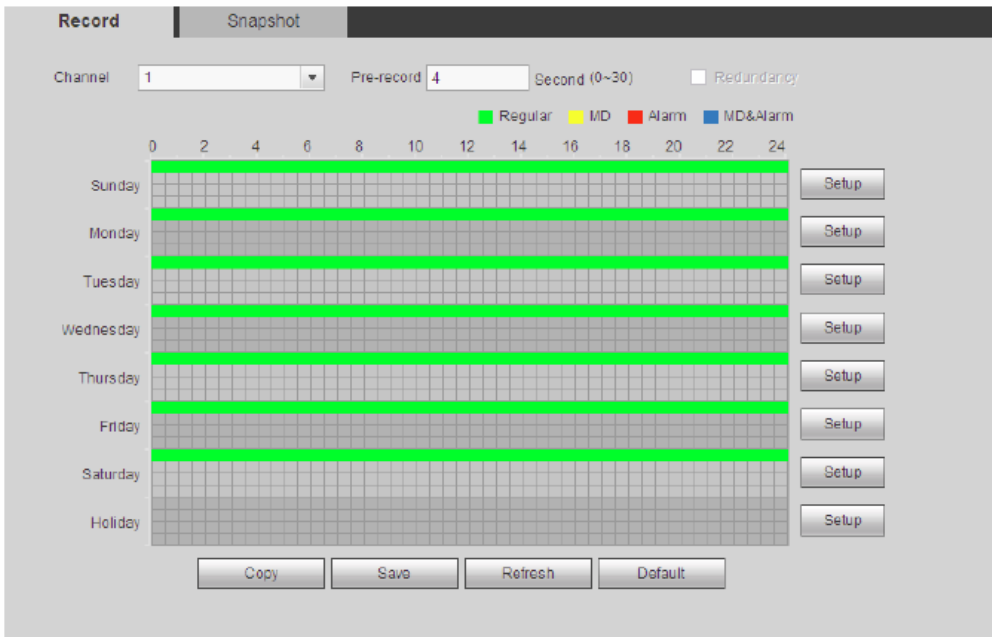 Record Snapshot
Channel 1 Pre-record 4 Second (0~30) Redundancy
Regular MD Alarm MD&Alarm
0 2 4 6 8 10 12 14 16 18 20 22 24
Sunday Setup
Monday Setup
Tuesday Setup
Wednesday Setup
Thursday Setup
Friday Setup
Saturday Setup
Holiday Setup
Copy Save Refresh Default